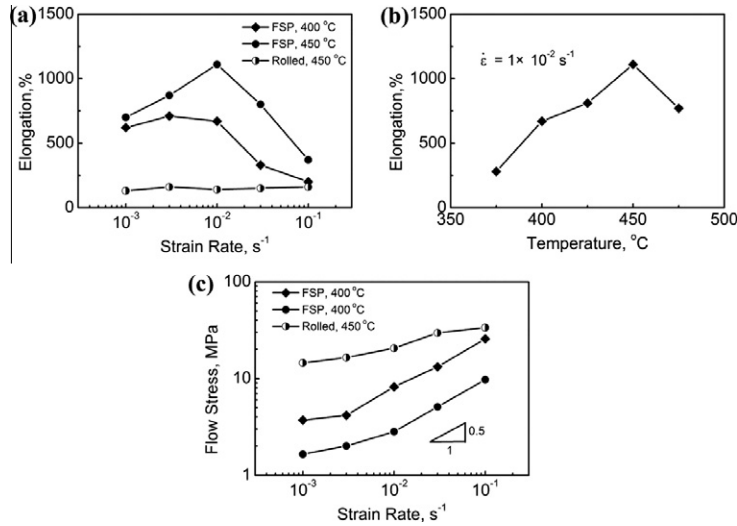 (a)
1500
1000
500
0
Elongation,%
FSP, 400 °C
FSP, 450 °C
Rolled, 450 °C
10⁻³
10⁻²
10⁻¹
Strain Rate, s⁻¹
(b)
1500
1000
500
0
Elongation,%
ε̇ = 1× 10⁻² s⁻¹
350
400
450
500
Temperature, °C
(c)
100
10
1
Flow Stress, MPa
FSP, 400 °C
FSP, 400 °C
Rolled, 450 °C
0.5
1
10⁻³
10⁻²
10⁻¹
Strain Rate, s⁻¹